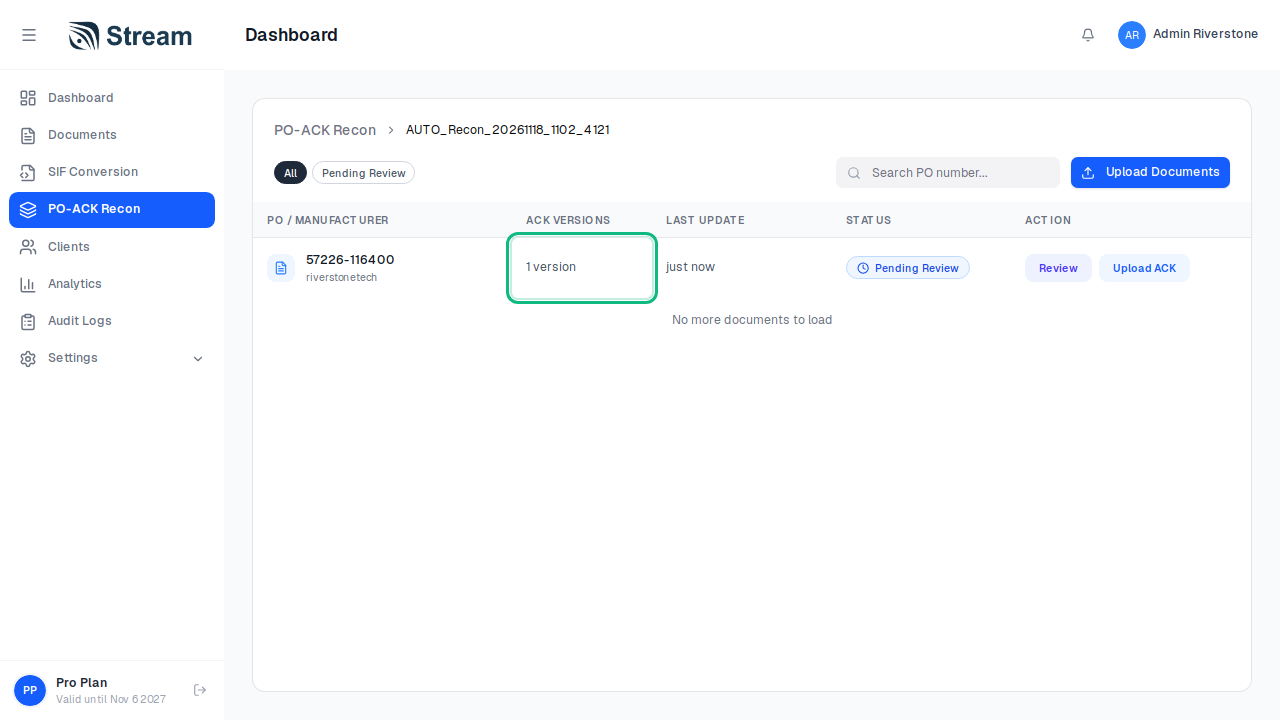 Stream
Dashboard
AR
Admin Riverstone
Dashboard
Documents
SIF Conversion
PO-ACK Recon
Clients
Analytics
Audit Logs
Settings
PO-ACK Recon > AUTO_Recon_20261118_1102_4121
All
Pending Review
Search PO number...
Upload Documents
PO / MANUFACTURER
ACK VERSIONS
LAST UPDATE
STATUS
ACTION
57226-116400
riverstonetech
1 version
just now
Pending Review
Review
Upload ACK
No more documents to load
PP
Pro Plan
Valid until Nov 6 2027